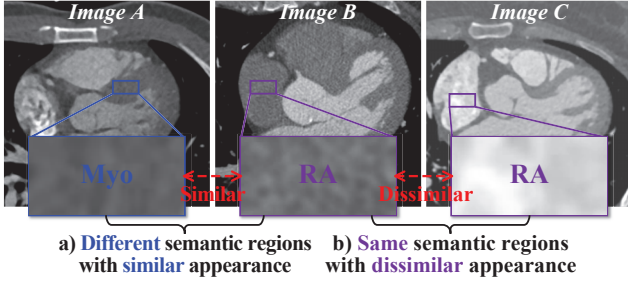 Image A Image B Image C
Myo RA RA
Similar Dissimilar
a) Different semantic regions
with similar appearance
b) Same semantic regions
with dissimilar appearance